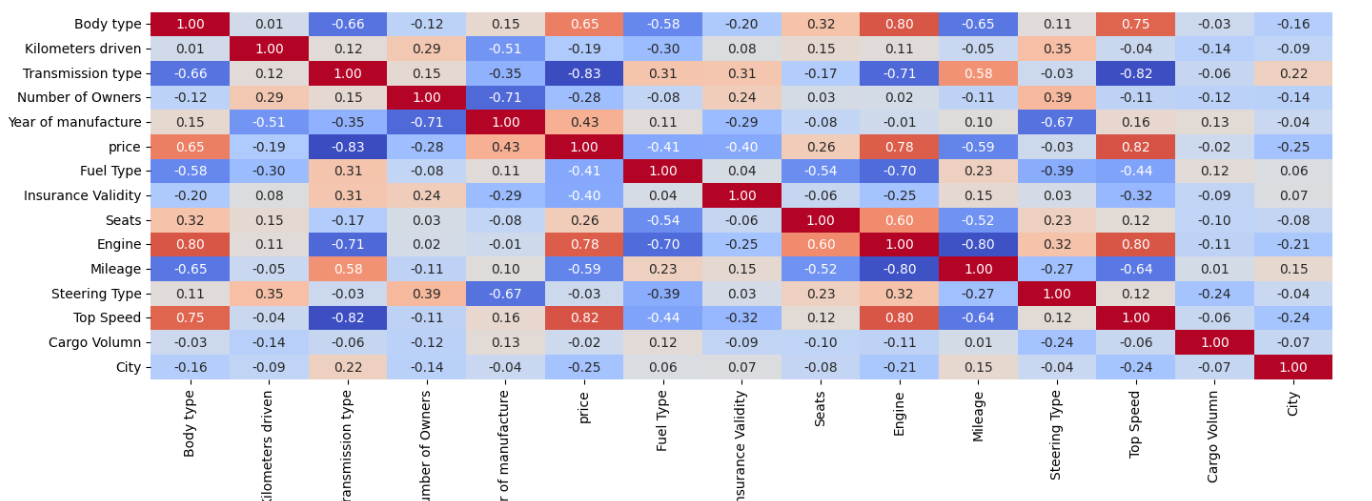 Body type 1.00 0.01 -0.66 -0.12 0.15 0.65 -0.58 -0.20 0.32 0.80 -0.65 0.11 0.75 -0.03 -0.16
Kilometers driven 0.01 1.00 0.12 0.29 -0.51 -0.19 -0.30 0.08 0.15 0.11 -0.05 0.35 -0.04 -0.14 -0.09
Transmission type -0.66 0.12 1.00 0.15 -0.35 -0.83 0.31 0.31 -0.17 -0.71 0.58 -0.03 -0.82 -0.06 0.22
Number of Owners -0.12 0.29 0.15 1.00 -0.71 -0.28 -0.08 0.24 0.03 0.02 -0.11 0.39 -0.11 -0.12 -0.14
Year of manufacture 0.15 -0.51 -0.35 -0.71 1.00 0.43 0.11 -0.29 -0.08 -0.01 0.10 -0.67 0.16 0.13 -0.04
price 0.65 -0.19 -0.83 -0.28 0.43 1.00 -0.41 -0.40 0.26 0.78 -0.59 -0.03 0.82 -0.02 -0.25
Fuel Type -0.58 -0.30 0.31 -0.08 0.11 -0.41 1.00 0.04 -0.54 -0.70 0.23 -0.39 -0.44 0.12 0.06
Insurance Validity -0.20 0.08 0.31 0.24 -0.29 -0.40 0.04 1.00 -0.06 -0.25 0.15 0.03 -0.32 -0.09 0.07
Seats 0.32 0.15 -0.17 0.03 -0.08 0.26 -0.54 -0.06 1.00 0.60 -0.52 0.23 0.12 -0.10 -0.08
Engine 0.80 0.11 -0.71 0.02 -0.01 0.78 -0.70 -0.25 0.60 1.00 -0.80 0.32 0.80 -0.11 -0.21
Mileage -0.65 -0.05 0.58 -0.11 0.10 -0.59 0.23 0.15 -0.52 -0.80 1.00 -0.27 -0.64 0.01 0.15
Steering Type 0.11 0.35 -0.03 0.39 -0.67 -0.03 -0.39 0.03 0.23 0.32 -0.27 1.00 0.12 -0.24 -0.04
Top Speed 0.75 -0.04 -0.82 -0.11 0.16 0.82 -0.44 -0.32 0.12 0.80 -0.64 0.12 1.00 -0.06 -0.24
Cargo Volumn -0.03 -0.14 -0.06 -0.12 0.13 -0.02 0.12 -0.09 -0.10 -0.11 0.01 -0.24 -0.06 1.00 -0.07
City -0.16 -0.09 0.22 -0.14 -0.04 -0.25 0.06 0.07 -0.08 -0.21 0.15 -0.04 -0.24 -0.07 1.00
Body type
Kilometers driven
ransmission type
umber of Owners
r of manufacture
price
Fuel Type
nsurance Validity
Seats
Engine
Mileage
Steering Type
Top Speed
Cargo Volumn
City